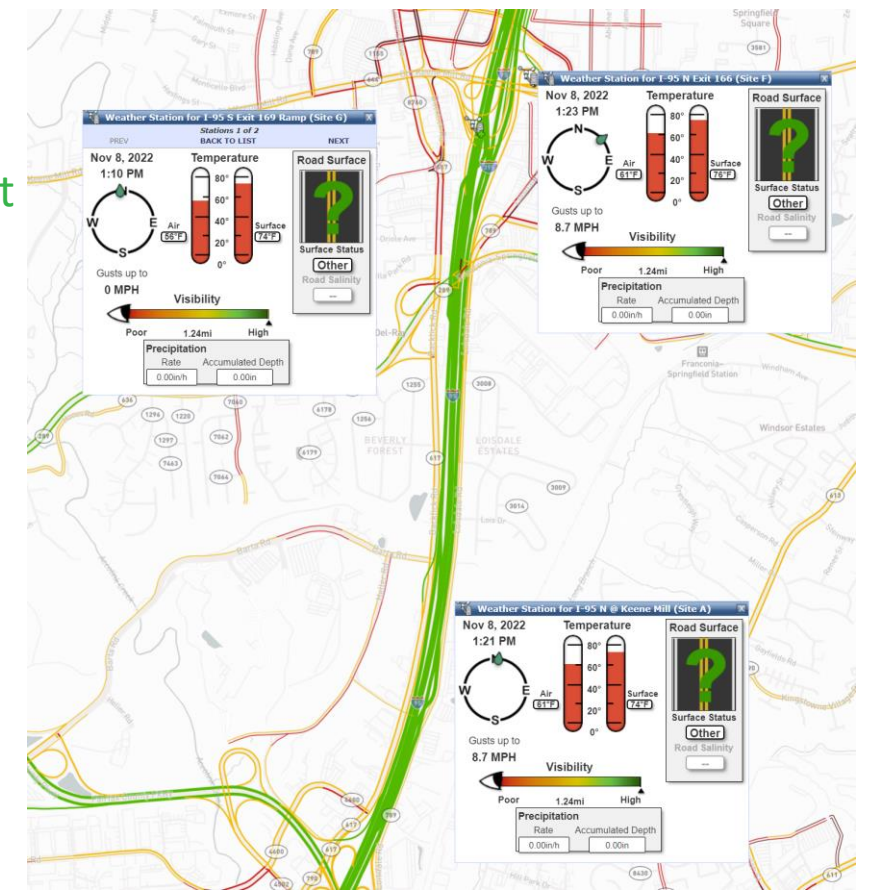 t
Springfield
Square
Weather Station for I-95 N Exit 166 (Site F)
Nov 8, 2022
1:23 PM
N
E
S
W
Gusts up to
8.7 MPH
Temperature
80°
60°
40°
20°
0°
Air
61°F
Surface
76°F
Road Surface
Surface Status
Other
Road Salinity
--
Visibility
Poor
1.24mi
High
Precipitation
Rate
Accumulated Depth
0.00in/h
0.00in
Weather Station for I-95 S Exit 169 Ramp (Site G)
Stations 1 of 2
PREV
BACK TO LIST
NEXT
Nov 8, 2022
1:10 PM
N
E
S
W
Gusts up to
0 MPH
Temperature
80°
60°
40°
20°
0°
Air
56°F
Surface
74°F
Road Surface
Surface Status
Other
Road Salinity
--
Visibility
Poor
1.24mi
High
Precipitation
Rate
Accumulated Depth
0.00in/h
0.00in
Franconia-
Springfield Station
Windsor Estates
BEVERLY
FOREST
LOISDALE
ESTATES
Lois Dr
Barta Rd
Weather Station for I-95 N @ Keene Mill (Site A)
Nov 8, 2022
1:21 PM
N
E
S
W
Gusts up to
8.7 MPH
Temperature
80°
60°
40°
20°
0°
Air
61°F
Surface
74°F
Road Surface
Surface Status
Other
Road Salinity
--
Visibility
Poor
1.24mi
High
Precipitation
Rate
Accumulated Depth
0.00in/h
0.00in